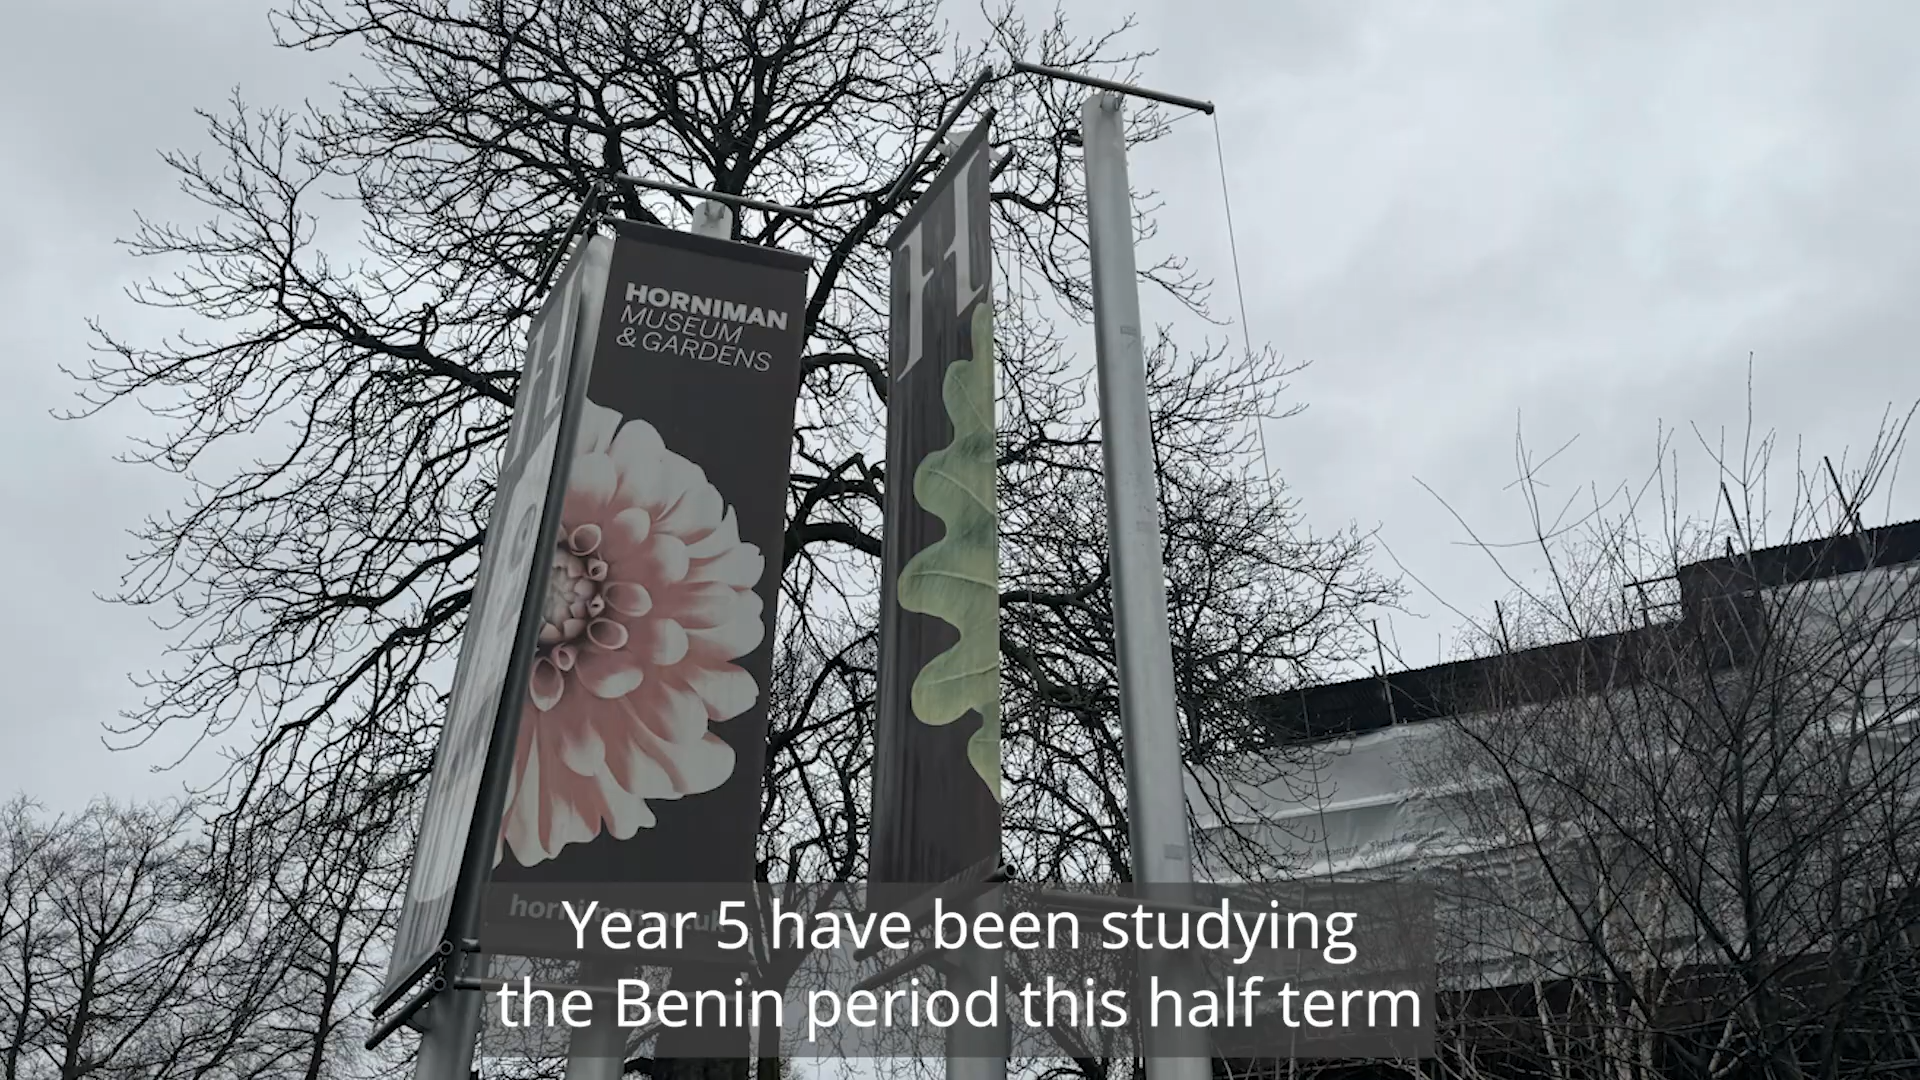 H
H
HORNIMAN
MUSEUM
& GARDENS
Year 5 have been studying
the Benin period this half term